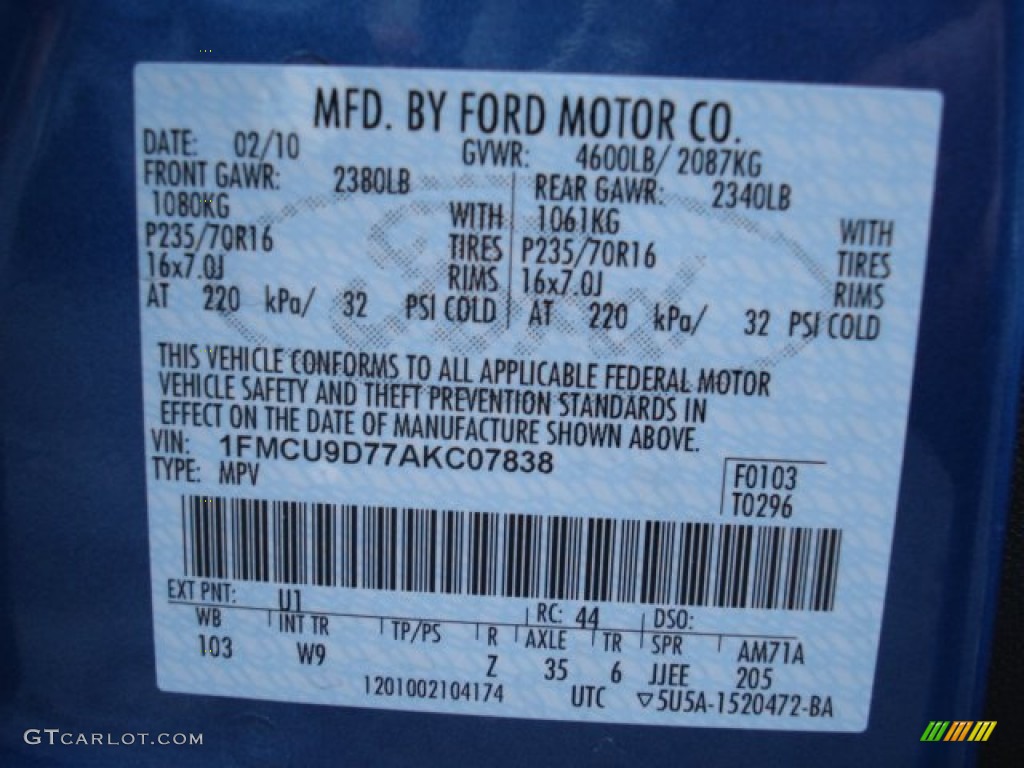 MFD. BY FORD MOTOR CO.
DATE: 02/10 GVWR: 4600LB/ 2087KG
FRONT GAWR: 2380LB REAR GAWR: 2340LB
1080KG WITH 1061KG WITH
P235/70R16 TIRES P235/70R16 TIRES
16x7.0J RIMS 16x7.0J RIMS
AT 220 kPa/ 32 PSI COLD AT 220 kPa/ 32 PSI COLD
THIS VEHICLE CONFORMS TO ALL APPLICABLE FEDERAL MOTOR
VEHICLE SAFETY AND THEFT PREVENTION STANDARDS IN
EFFECT ON THE DATE OF MANUFACTURE SHOWN ABOVE.
VIN: 1FMCU9D77AKC07838
TYPE: MPV
F0103
T0296
EXT PNT: U1 RC: 44 DSO:
WB INT TR TP/PS R AXLE TR SPR AM71A
103 W9 Z 35 6 JJEE 205
1201002104174 UTC ▽5U5A-1520472-BA
GTCARLOT.COM